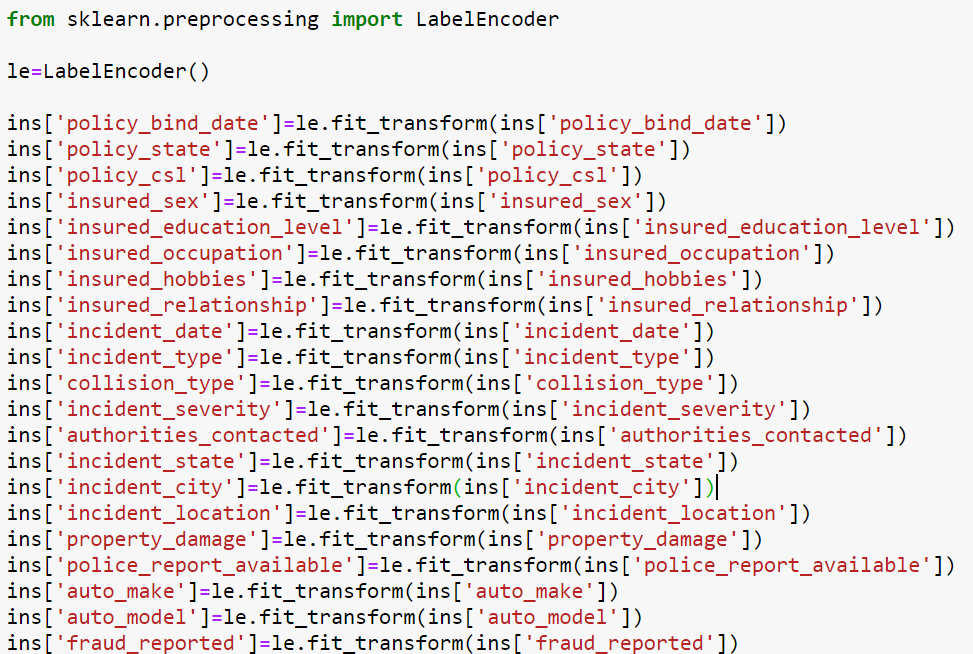 from sklearn.preprocessing import LabelEncoder
le=LabelEncoder()
ins['policy_bind_date']=le.fit_transform(ins['policy_bind_date'])
ins['policy_state']=le.fit_transform(ins['policy_state'])
ins['policy_csl']=le.fit_transform(ins['policy_csl'])
ins['insured_sex']=le.fit_transform(ins['insured_sex'])
ins['insured_education_level']=le.fit_transform(ins['insured_education_level'])
ins['insured_occupation']=le.fit_transform(ins['insured_occupation'])
ins['insured_hobbies']=le.fit_transform(ins['insured_hobbies'])
ins['insured_relationship']=le.fit_transform(ins['insured_relationship'])
ins['incident_date']=le.fit_transform(ins['incident_date'])
ins['incident_type']=le.fit_transform(ins['incident_type'])
ins['collision_type']=le.fit_transform(ins['collision_type'])
ins['incident_severity']=le.fit_transform(ins['incident_severity'])
ins['authorities_contacted']=le.fit_transform(ins['authorities_contacted'])
ins['incident_state']=le.fit_transform(ins['incident_state'])
ins['incident_city']=le.fit_transform(ins['incident_city'])
ins['incident_location']=le.fit_transform(ins['incident_location'])
ins['property_damage']=le.fit_transform(ins['property_damage'])
ins['police_report_available']=le.fit_transform(ins['police_report_available'])
ins['auto_make']=le.fit_transform(ins['auto_make'])
ins['auto_model']=le.fit_transform(ins['auto_model'])
ins['fraud_reported']=le.fit_transform(ins['fraud_reported'])